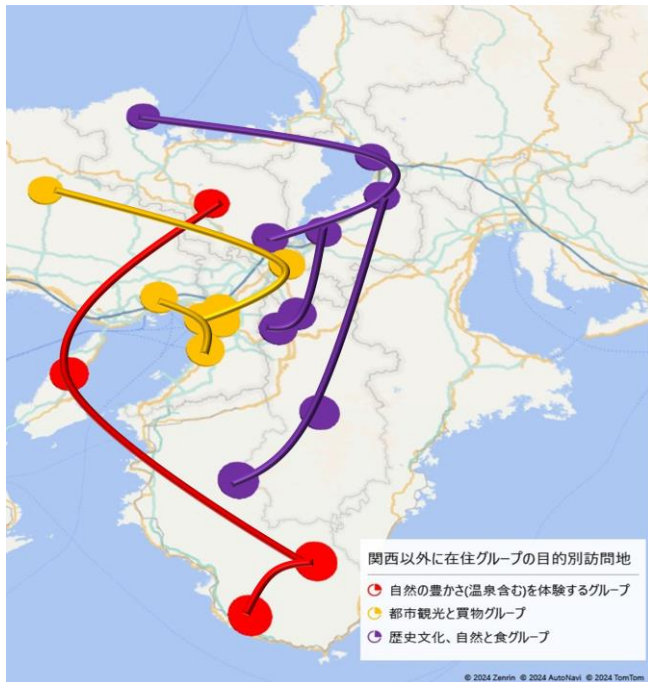 関西以外に在住グループの目的別訪問地
自然の豊かさ(温泉含む)を体験するグループ
都市観光と買物グループ
歴史文化、自然と食グループ
© 2024 Zenrin © 2024 AutoNavi © 2024 TomTom